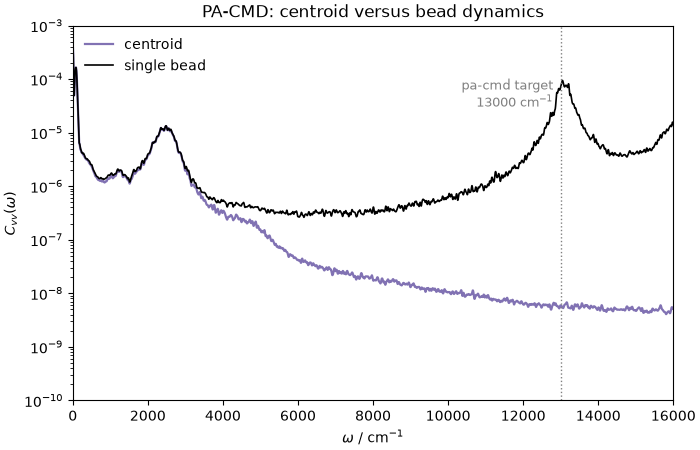 PA-CMD: centroid versus bead dynamics
centroid
single bead
pa-cmd target
13000 cm⁻¹
10⁻³
10⁻⁴
10⁻⁵
10⁻⁶
10⁻⁷
10⁻⁸
10⁻⁹
10⁻¹⁰
Cᵥᵥ(ω)
0 2000 4000 6000 8000 10000 12000 14000 16000
ω / cm⁻¹